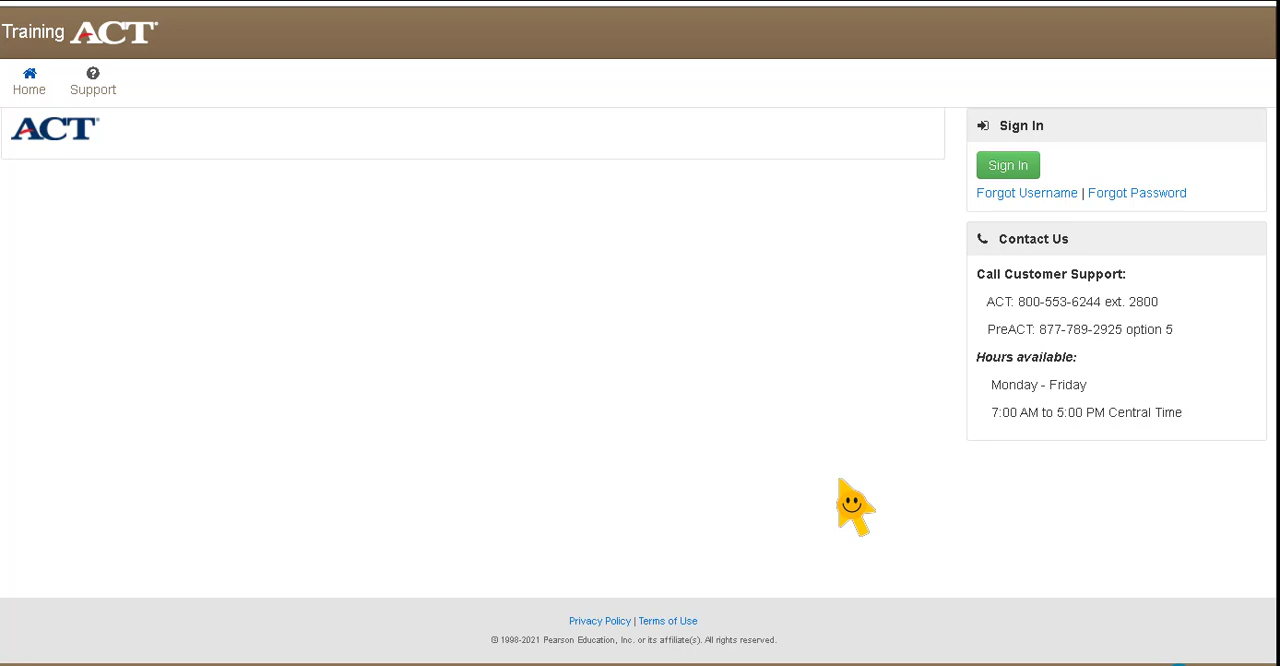 Training ACT®
Home
Support
ACT®
Sign In
Sign In
Forgot Username | Forgot Password
Contact Us
Call Customer Support:
ACT: 800-553-6244 ext. 2800
PreACT: 877-789-2925 option 5
Hours available:
Monday - Friday
7:00 AM to 5:00 PM Central Time
Privacy Policy | Terms of Use
© 1998-2021 Pearson Education, Inc. or its affiliate(s). All rights reserved.